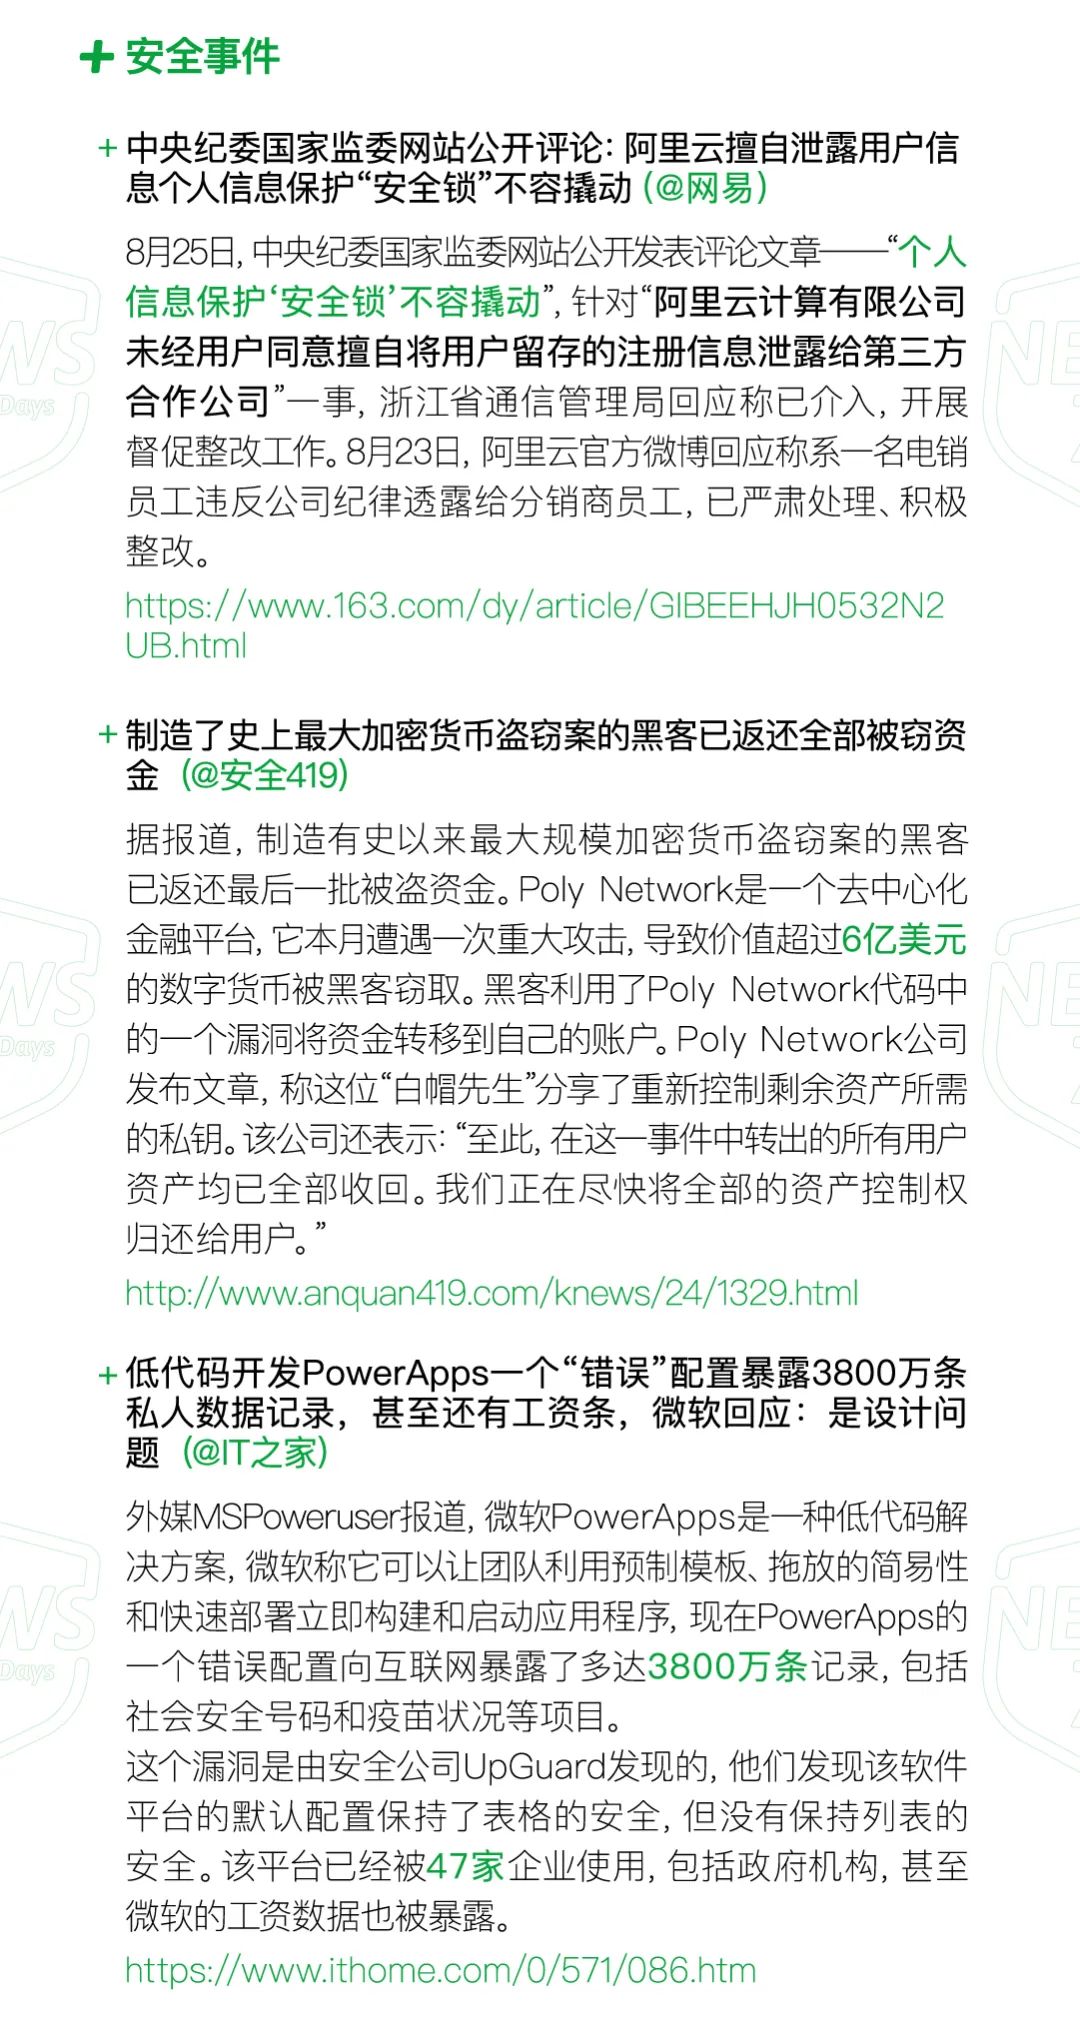 安全事件
+ 中央纪委国家监委网站公开评论：阿里云擅自泄露用户信
息个人信息保护“安全锁”不容撬动（@网易）
8月25日，中央纪委国家监委网站公开发表评论文章——“个人
信息保护‘安全锁’不容撬动”，针对“阿里云计算有限公司
未经用户同意擅自将用户留存的注册信息泄露给第三方
合作公司”一事，浙江省通信管理局回应称已介入，开展
督促整改工作。8月23日，阿里云官方微博回应称系一名电销
员工违反公司纪律透露给分销商员工，已严肃处理、积极
整改。
https://www.163.com/dy/article/GIBEEHJH0532N2
UB.html
+ 制造了史上最大加密货币盗窃案的黑客已返还全部被窃资
金（@安全419）
据报道，制造有史以来最大规模加密货币盗窃案的黑客
已返还最后一批被盗资金。Poly Network是一个去中心化
金融平台，它本月遭遇一次重大攻击，导致价值超过6亿美元
的数字货币被黑客窃取。黑客利用了Poly Network代码中
的一个漏洞将资金转移到自己的账户。Poly Network公司
发布文章，称这位“白帽先生”分享了重新控制剩余资产所需
的私钥。该公司还表示：“至此，在这一事件中转出的所有用户
资产均已全部收回。我们正在尽快将全部的资产控制权
归还给用户。”
http://www.anquan419.com/knews/24/1329.html
+ 低代码开发PowerApps一个“错误”配置暴露3800万条
私人数据记录，甚至还有工资条，微软回应：是设计问
题（@IT之家）
外媒MSPoweruser报道，微软PowerApps是一种低代码解
决方案，微软称它可以让团队利用预制模板、拖放的简易性
和快速部署立即构建和启动应用程序，现在PowerApps的
一个错误配置向互联网暴露了多达3800万条记录，包括
社会安全号码和疫苗状况等项目。
这个漏洞是由安全公司UpGuard发现的，他们发现该软件
平台的默认配置保持了表格的安全，但没有保持列表的
安全。该平台已经被47家企业使用，包括政府机构，甚至
微软的工资数据也被暴露。
https://www.ithome.com/0/571/086.htm
WS
Days
NE
WS
Days
NE
WS
Days
NE